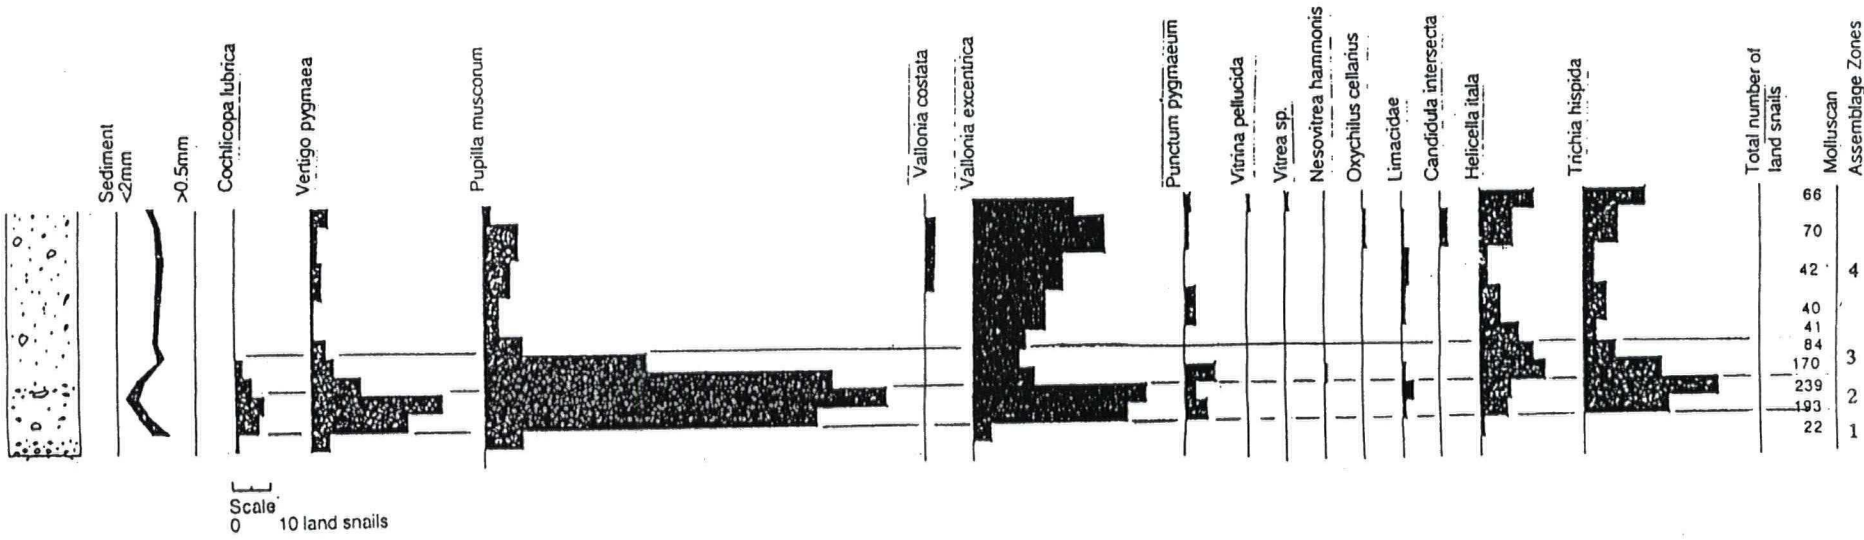 Sediment
<2mm
>0.5mm
Cochlicopa lubrica
Vertigo pygmaea
Pupilla muscorum
Vallonia costata
Vallonia excentrica
Punctum pygmaeum
Vitrina pellucida
Vitrea sp.
Nesovitrea hammonis
Oxychilus cellarius
Limacidae
Candidula intersecta
Helicella itala
Trichia hispida
Total number of
land snails
Molluscan
Assemblage Zones
66
70
42
4
40
41
84
170
3
239
193
2
22
1
Scale
0 10 land snails